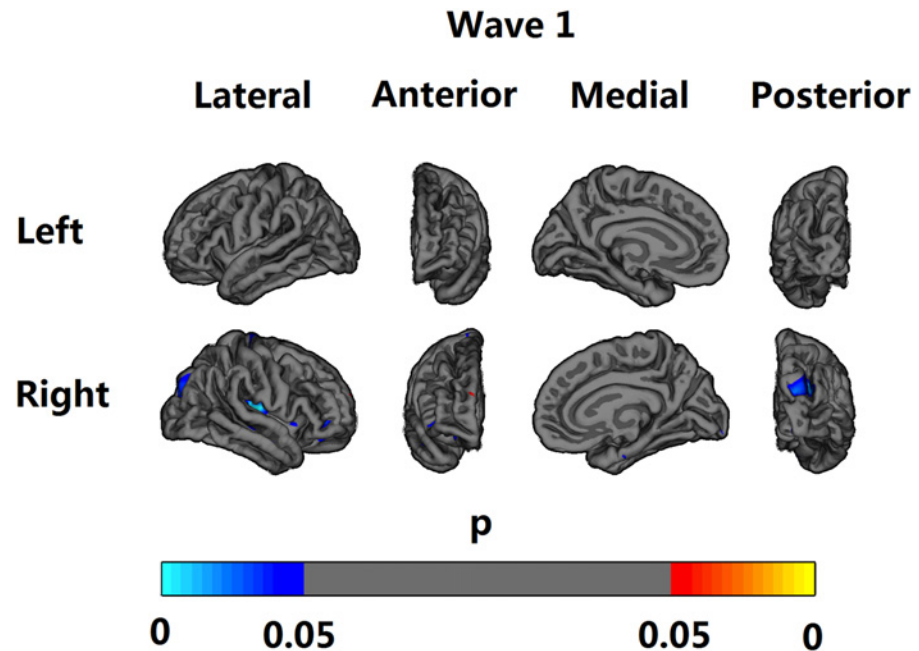 Wave 1
Lateral Anterior Medial Posterior
Left
Right
p
0 0.05 0.05 0